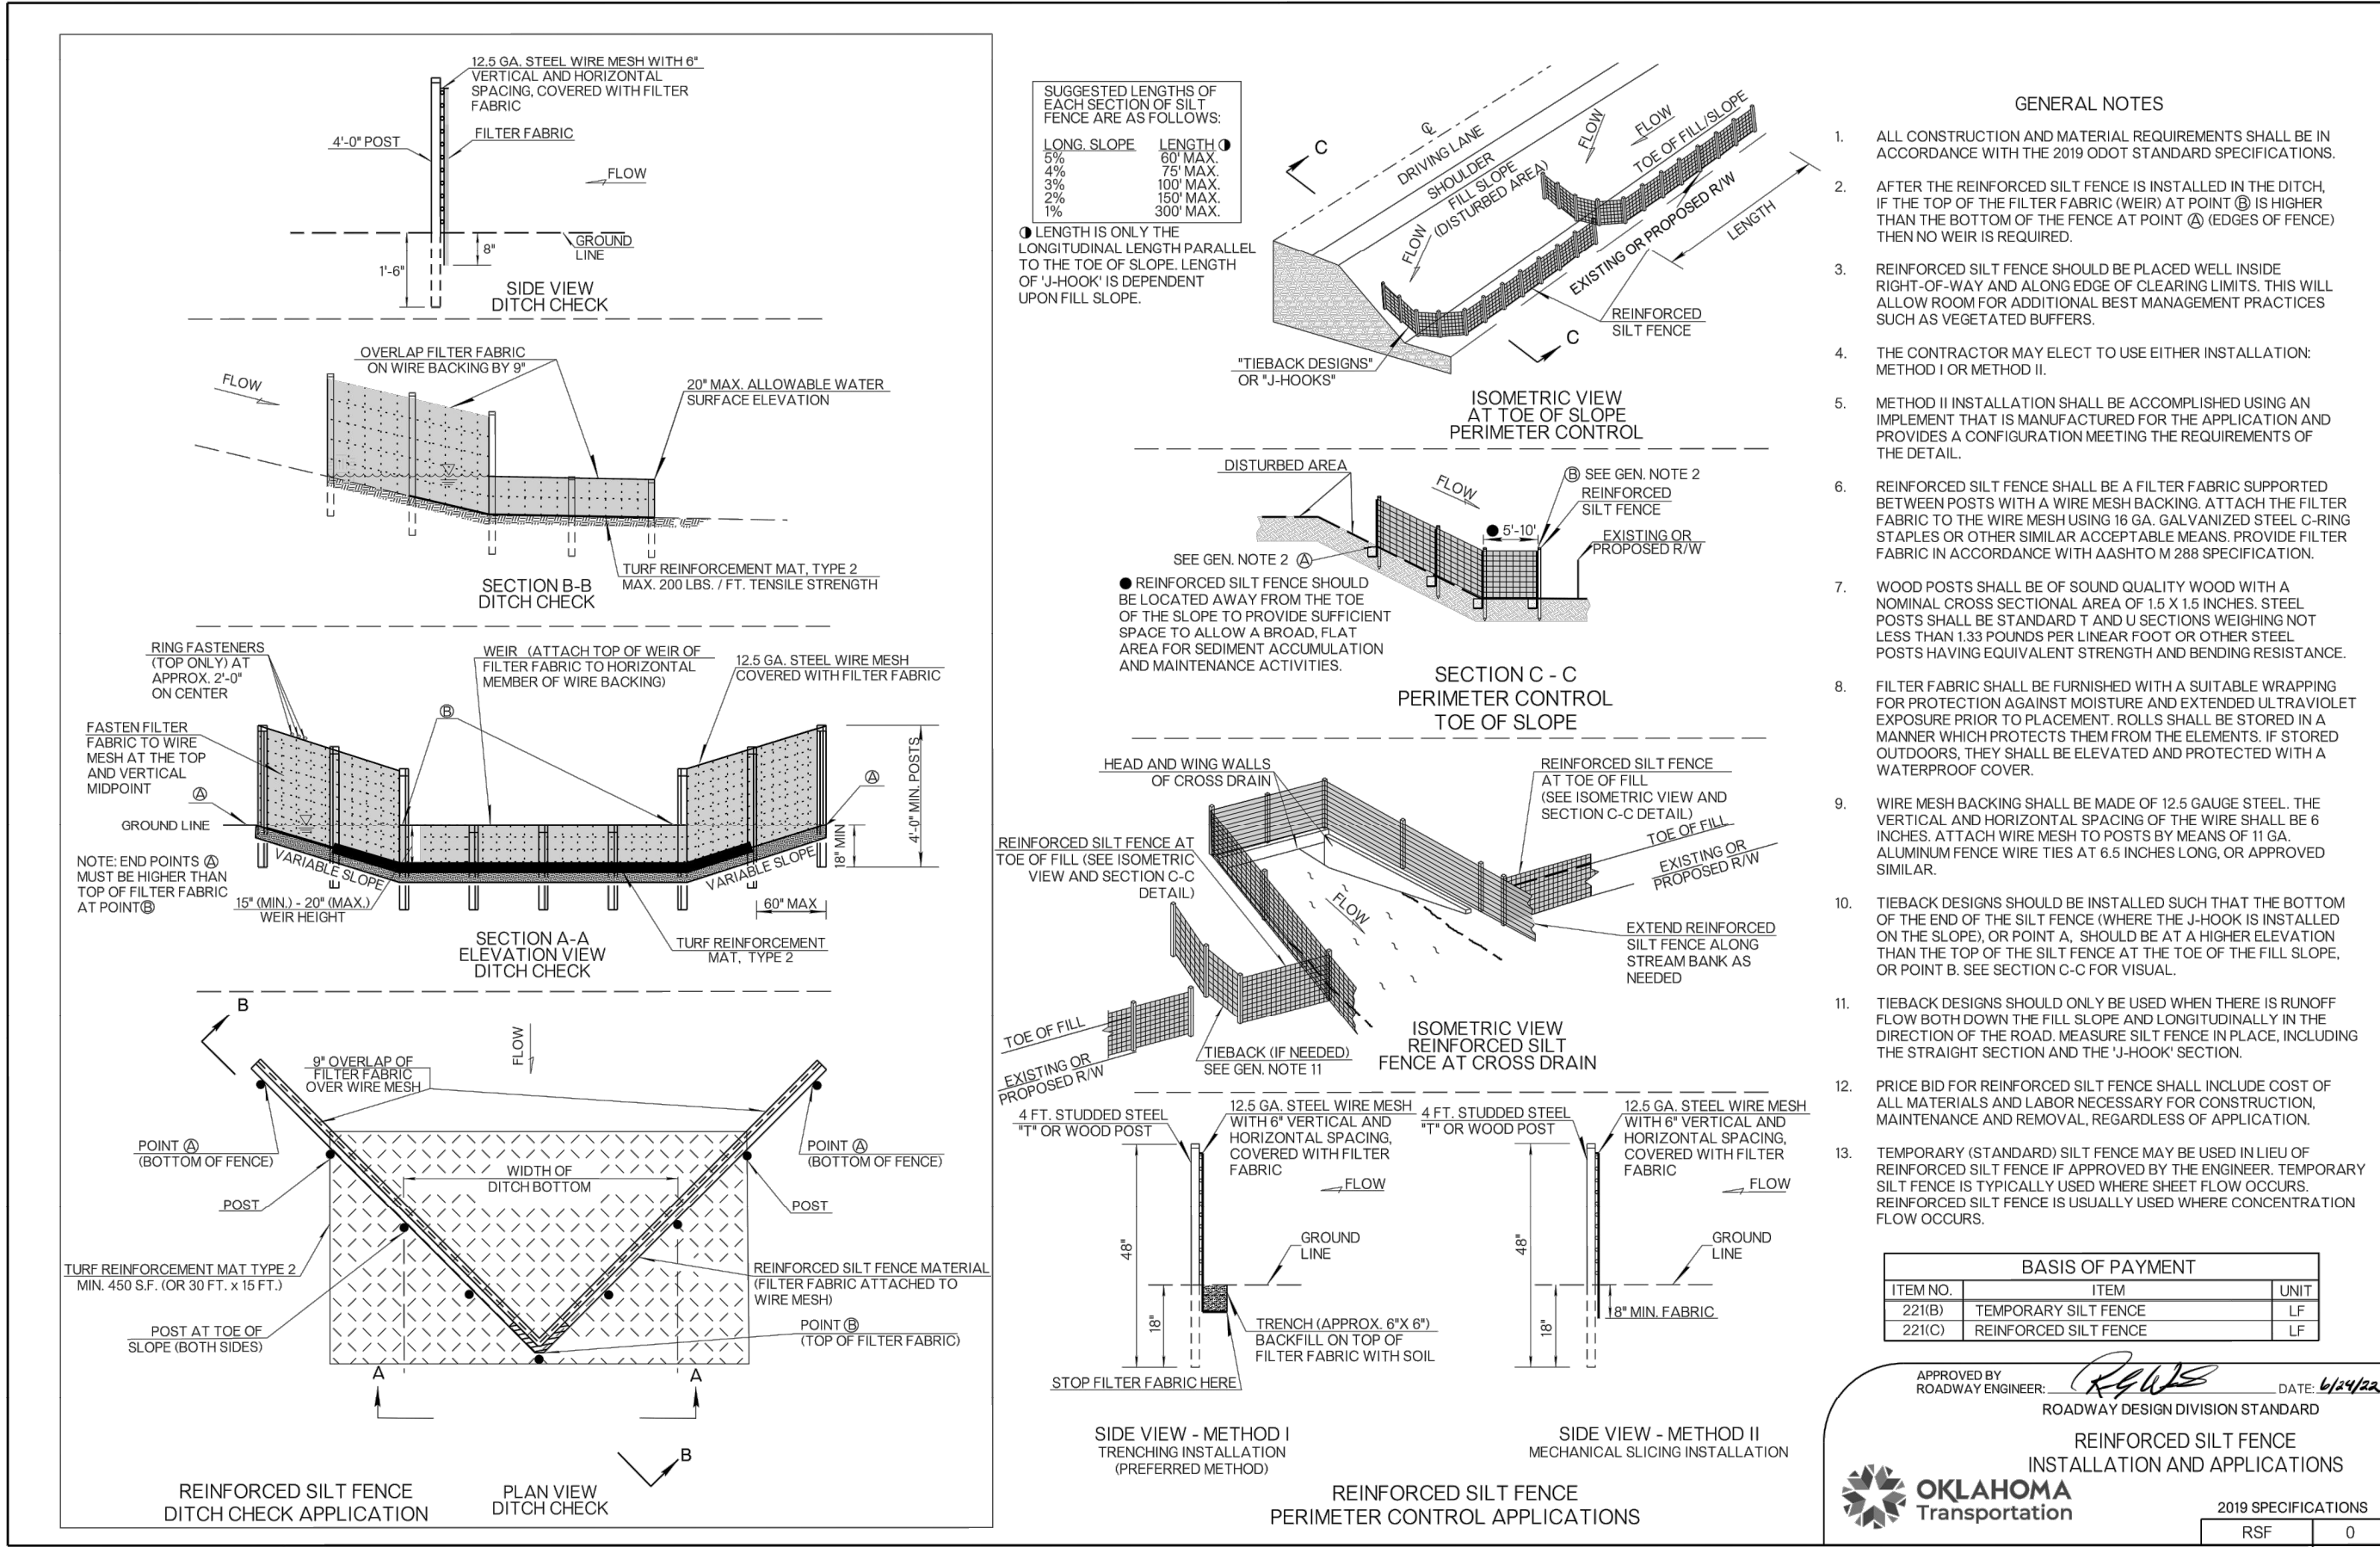 12.5 GA. STEEL WIRE MESH WITH 6"
VERTICAL AND HORIZONTAL
SPACING, COVERED WITH FILTER
FABRIC
4'-0" POST
FILTER FABRIC
FLOW
GROUND
LINE
8"
1'-6"
SIDE VIEW
DITCH CHECK
OVERLAP FILTER FABRIC
ON WIRE BACKING BY 9"
FLOW
20" MAX. ALLOWABLE WATER
SURFACE ELEVATION
TURF REINFORCEMENT MAT, TYPE 2
MAX. 200 LBS. / FT. TENSILE STRENGTH
SECTION B-B
DITCH CHECK
RING FASTENERS
(TOP ONLY) AT
APPROX. 2'-0"
ON CENTER
WEIR (ATTACH TOP OF WEIR OF
FILTER FABRIC TO HORIZONTAL
MEMBER OF WIRE BACKING)
12.5 GA. STEEL WIRE MESH
COVERED WITH FILTER FABRIC
FASTEN FILTER
FABRIC TO WIRE
MESH AT THE TOP
AND VERTICAL
MIDPOINT
Ⓑ
Ⓐ
Ⓐ
GROUND LINE
4'-0" MIN. POSTS
18" MIN
NOTE: END POINTS Ⓐ
MUST BE HIGHER THAN
TOP OF FILTER FABRIC
AT POINT Ⓑ
VARIABLE SLOPE
VARIABLE SLOPE
15" (MIN.) - 20" (MAX.)
WEIR HEIGHT
60" MAX
TURF REINFORCEMENT
MAT, TYPE 2
SECTION A-A
ELEVATION VIEW
DITCH CHECK
B
FLOW
9" OVERLAP OF
FILTER FABRIC
OVER WIRE MESH
POINT Ⓐ
(BOTTOM OF FENCE)
POINT Ⓐ
(BOTTOM OF FENCE)
WIDTH OF
DITCH BOTTOM
POST
POST
TURF REINFORCEMENT MAT TYPE 2
MIN. 450 S.F. (OR 30 FT. x 15 FT.)
REINFORCED SILT FENCE MATERIAL
(FILTER FABRIC ATTACHED TO
WIRE MESH)
POST AT TOE OF
SLOPE (BOTH SIDES)
POINT Ⓑ
(TOP OF FILTER FABRIC)
A
A
B
REINFORCED SILT FENCE
DITCH CHECK APPLICATION
PLAN VIEW
DITCH CHECK
SUGGESTED LENGTHS OF
EACH SECTION OF SILT
FENCE ARE AS FOLLOWS:
LONG. SLOPE LENGTH ◑
5% 60' MAX.
4% 75' MAX.
3% 100' MAX.
2% 150' MAX.
1% 300' MAX.
◑ LENGTH IS ONLY THE
LONGITUDINAL LENGTH PARALLEL
TO THE TOE OF SLOPE. LENGTH
OF 'J-HOOK' IS DEPENDENT
UPON FILL SLOPE.
C
℄
DRIVING LANE
SHOULDER
FILL SLOPE
(DISTURBED AREA)
FLOW
FLOW
FLOW
TOE OF FILL/SLOPE
EXISTING OR PROPOSED R/W
LENGTH
REINFORCED
SILT FENCE
C
"TIEBACK DESIGNS"
OR "J-HOOKS"
ISOMETRIC VIEW
AT TOE OF SLOPE
PERIMETER CONTROL
DISTURBED AREA
FLOW
Ⓑ SEE GEN. NOTE 2
REINFORCED
SILT FENCE
● 5'-10'
EXISTING OR
PROPOSED R/W
SEE GEN. NOTE 2 Ⓐ
● REINFORCED SILT FENCE SHOULD
BE LOCATED AWAY FROM THE TOE
OF THE SLOPE TO PROVIDE SUFFICIENT
SPACE TO ALLOW A BROAD, FLAT
AREA FOR SEDIMENT ACCUMULATION
AND MAINTENANCE ACTIVITIES.
SECTION C - C
PERIMETER CONTROL
TOE OF SLOPE
HEAD AND WING WALLS
OF CROSS DRAIN
REINFORCED SILT FENCE
AT TOE OF FILL
(SEE ISOMETRIC VIEW AND
SECTION C-C DETAIL)
REINFORCED SILT FENCE AT
TOE OF FILL (SEE ISOMETRIC
VIEW AND SECTION C-C
DETAIL)
TOE OF FILL
EXISTING OR
PROPOSED R/W
FLOW
EXTEND REINFORCED
SILT FENCE ALONG
STREAM BANK AS
NEEDED
TOE OF FILL
EXISTING OR
PROPOSED R/W
TIEBACK (IF NEEDED)
SEE GEN. NOTE 11
ISOMETRIC VIEW
REINFORCED SILT
FENCE AT CROSS DRAIN
4 FT. STUDDED STEEL
"T" OR WOOD POST
12.5 GA. STEEL WIRE MESH
WITH 6" VERTICAL AND
HORIZONTAL SPACING,
COVERED WITH FILTER
FABRIC
FLOW
48"
GROUND
LINE
18"
TRENCH (APPROX. 6"X 6")
BACKFILL ON TOP OF
FILTER FABRIC WITH SOIL
STOP FILTER FABRIC HERE
SIDE VIEW - METHOD I
TRENCHING INSTALLATION
(PREFERRED METHOD)
4 FT. STUDDED STEEL
"T" OR WOOD POST
12.5 GA. STEEL WIRE MESH
WITH 6" VERTICAL AND
HORIZONTAL SPACING,
COVERED WITH FILTER
FABRIC
FLOW
48"
GROUND
LINE
18"
8" MIN. FABRIC
SIDE VIEW - METHOD II
MECHANICAL SLICING INSTALLATION
REINFORCED SILT FENCE
PERIMETER CONTROL APPLICATIONS
GENERAL NOTES
1. ALL CONSTRUCTION AND MATERIAL REQUIREMENTS SHALL BE IN
ACCORDANCE WITH THE 2019 ODOT STANDARD SPECIFICATIONS.
2. AFTER THE REINFORCED SILT FENCE IS INSTALLED IN THE DITCH,
IF THE TOP OF THE FILTER FABRIC (WEIR) AT POINT Ⓑ IS HIGHER
THAN THE BOTTOM OF THE FENCE AT POINT Ⓐ (EDGES OF FENCE)
THEN NO WEIR IS REQUIRED.
3. REINFORCED SILT FENCE SHOULD BE PLACED WELL INSIDE
RIGHT-OF-WAY AND ALONG EDGE OF CLEARING LIMITS. THIS WILL
ALLOW ROOM FOR ADDITIONAL BEST MANAGEMENT PRACTICES
SUCH AS VEGETATED BUFFERS.
4. THE CONTRACTOR MAY ELECT TO USE EITHER INSTALLATION:
METHOD I OR METHOD II.
5. METHOD II INSTALLATION SHALL BE ACCOMPLISHED USING AN
IMPLEMENT THAT IS MANUFACTURED FOR THE APPLICATION AND
PROVIDES A CONFIGURATION MEETING THE REQUIREMENTS OF
THE DETAIL.
6. REINFORCED SILT FENCE SHALL BE A FILTER FABRIC SUPPORTED
BETWEEN POSTS WITH A WIRE MESH BACKING. ATTACH THE FILTER
FABRIC TO THE WIRE MESH USING 16 GA. GALVANIZED STEEL C-RING
STAPLES OR OTHER SIMILAR ACCEPTABLE MEANS. PROVIDE FILTER
FABRIC IN ACCORDANCE WITH AASHTO M 288 SPECIFICATION.
7. WOOD POSTS SHALL BE OF SOUND QUALITY WOOD WITH A
NOMINAL CROSS SECTIONAL AREA OF 1.5 X 1.5 INCHES. STEEL
POSTS SHALL BE STANDARD T AND U SECTIONS WEIGHING NOT
LESS THAN 1.33 POUNDS PER LINEAR FOOT OR OTHER STEEL
POSTS HAVING EQUIVALENT STRENGTH AND BENDING RESISTANCE.
8. FILTER FABRIC SHALL BE FURNISHED WITH A SUITABLE WRAPPING
FOR PROTECTION AGAINST MOISTURE AND EXTENDED ULTRAVIOLET
EXPOSURE PRIOR TO PLACEMENT. ROLLS SHALL BE STORED IN A
MANNER WHICH PROTECTS THEM FROM THE ELEMENTS. IF STORED
OUTDOORS, THEY SHALL BE ELEVATED AND PROTECTED WITH A
WATERPROOF COVER.
9. WIRE MESH BACKING SHALL BE MADE OF 12.5 GAUGE STEEL. THE
VERTICAL AND HORIZONTAL SPACING OF THE WIRE SHALL BE 6
INCHES. ATTACH WIRE MESH TO POSTS BY MEANS OF 11 GA.
ALUMINUM FENCE WIRE TIES AT 6.5 INCHES LONG, OR APPROVED
SIMILAR.
10. TIEBACK DESIGNS SHOULD BE INSTALLED SUCH THAT THE BOTTOM
OF THE END OF THE SILT FENCE (WHERE THE J-HOOK IS INSTALLED
ON THE SLOPE), OR POINT A, SHOULD BE AT A HIGHER ELEVATION
THAN THE TOP OF THE SILT FENCE AT THE TOE OF THE FILL SLOPE,
OR POINT B. SEE SECTION C-C FOR VISUAL.
11. TIEBACK DESIGNS SHOULD ONLY BE USED WHEN THERE IS RUNOFF
FLOW BOTH DOWN THE FILL SLOPE AND LONGITUDINALLY IN THE
DIRECTION OF THE ROAD. MEASURE SILT FENCE IN PLACE, INCLUDING
THE STRAIGHT SECTION AND THE 'J-HOOK' SECTION.
12. PRICE BID FOR REINFORCED SILT FENCE SHALL INCLUDE COST OF
ALL MATERIALS AND LABOR NECESSARY FOR CONSTRUCTION,
MAINTENANCE AND REMOVAL, REGARDLESS OF APPLICATION.
13. TEMPORARY (STANDARD) SILT FENCE MAY BE USED IN LIEU OF
REINFORCED SILT FENCE IF APPROVED BY THE ENGINEER. TEMPORARY
SILT FENCE IS TYPICALLY USED WHERE SHEET FLOW OCCURS.
REINFORCED SILT FENCE IS USUALLY USED WHERE CONCENTRATION
FLOW OCCURS.
BASIS OF PAYMENT
ITEM NO. ITEM UNIT
221(B) TEMPORARY SILT FENCE LF
221(C) REINFORCED SILT FENCE LF
APPROVED BY
ROADWAY ENGINEER: DATE: 6/24/22
ROADWAY DESIGN DIVISION STANDARD
REINFORCED SILT FENCE
INSTALLATION AND APPLICATIONS
OKLAHOMA
Transportation
2019 SPECIFICATIONS
RSF 0